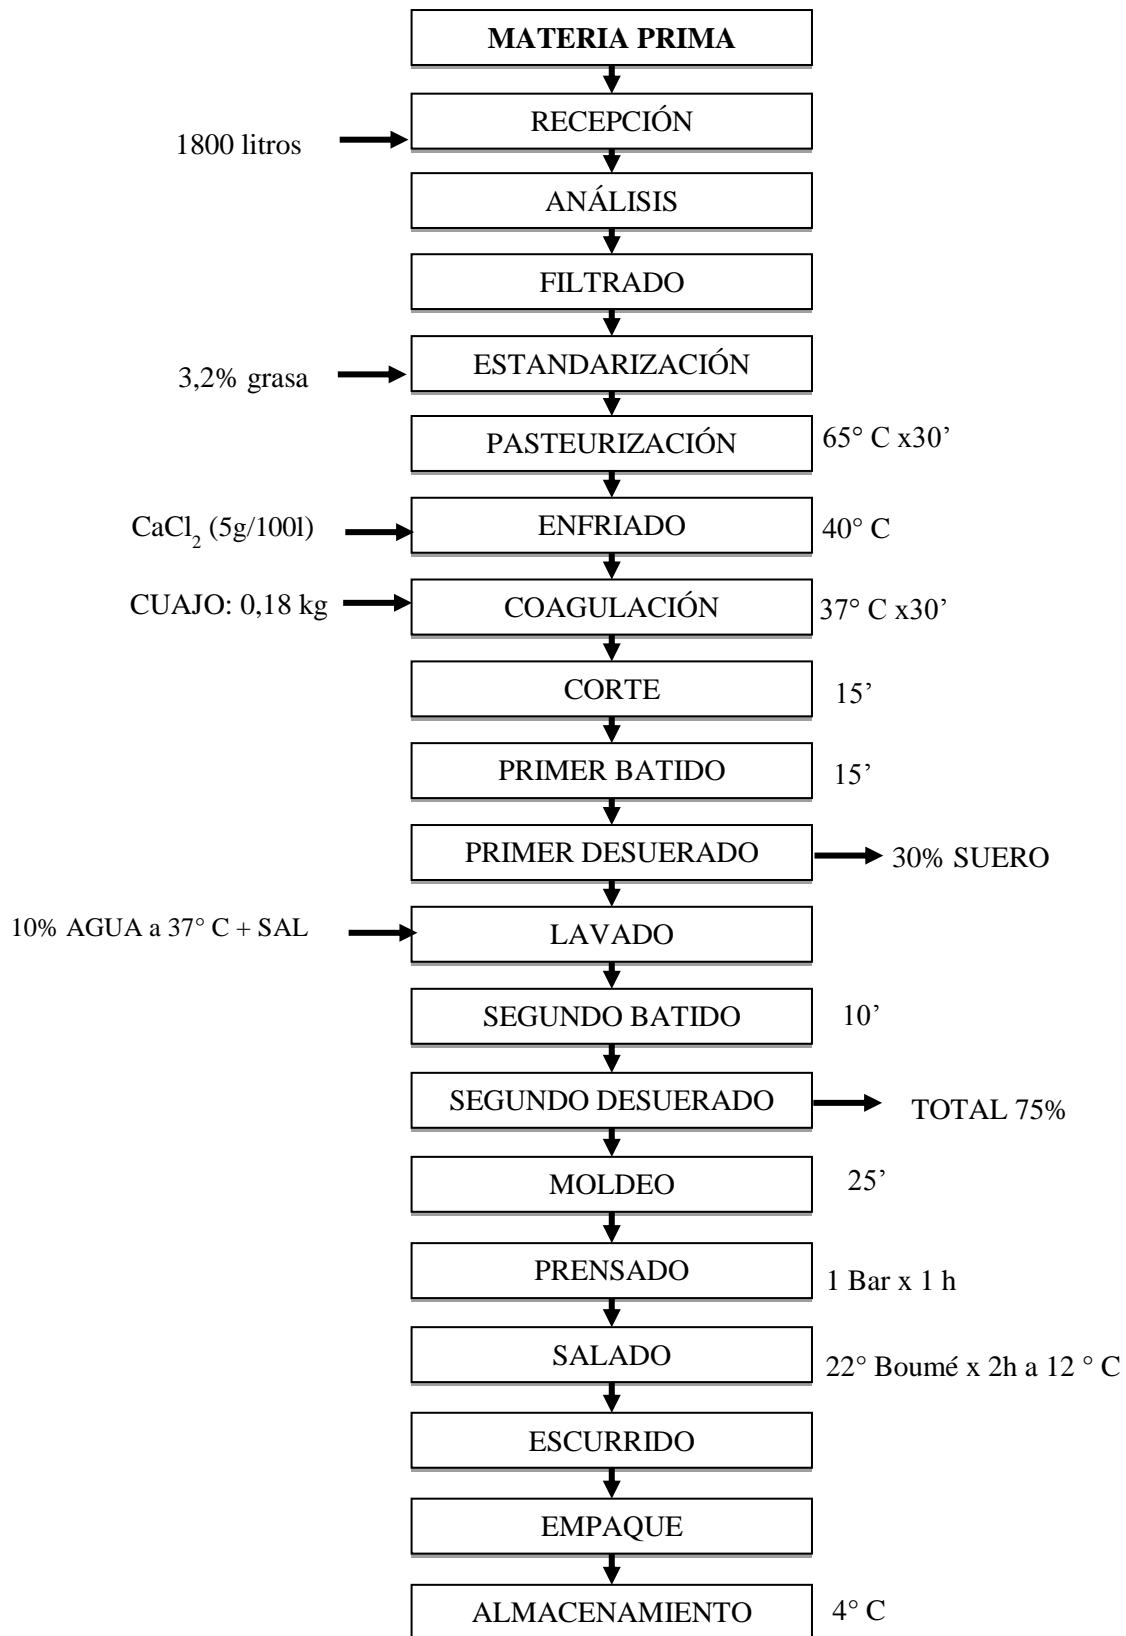 MATERIA PRIMA
RECEPCIÓN
1800 litros
ANÁLISIS
FILTRADO
ESTANDARIZACIÓN
3,2% grasa
PASTEURIZACIÓN
65° C x30’
CaCl2 (5g/100l)
ENFRIADO
40° C
CUAJO: 0,18 kg
COAGULACIÓN
37° C x30’
CORTE
15’
PRIMER BATIDO
15’
PRIMER DESUERADO
30% SUERO
10% AGUA a 37° C + SAL
LAVADO
SEGUNDO BATIDO
10’
SEGUNDO DESUERADO
TOTAL 75%
MOLDEO
25’
PRENSADO
1 Bar x 1 h
SALADO
22° Boumé x 2h a 12 ° C
ESCURRIDO
EMPAQUE
ALMACENAMIENTO
4° C